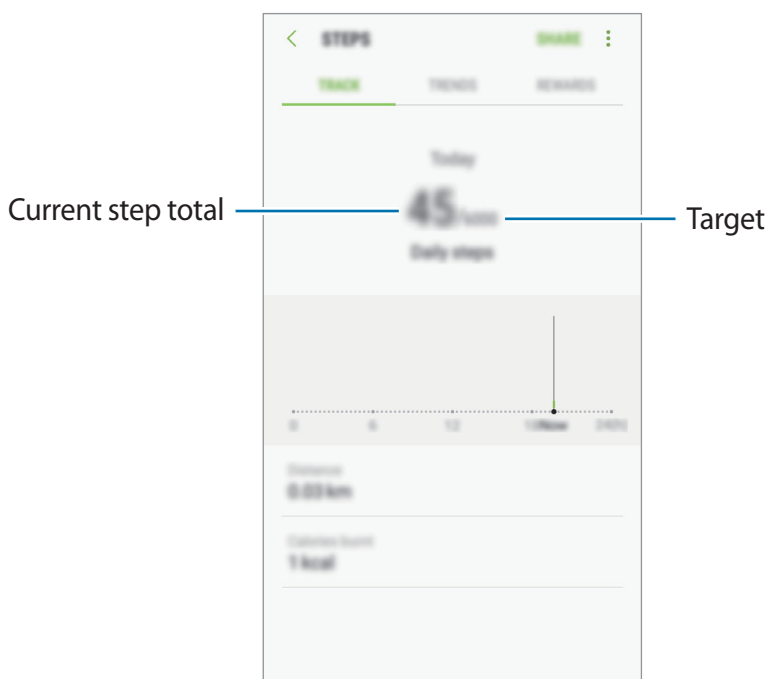 STEPS SHARE
TRACK TRENDS REWARDS
Today
Current step total
45/
Target
Daily steps
0 6 12 Now
Distance
0.03 km
Calories burnt
1 kcal